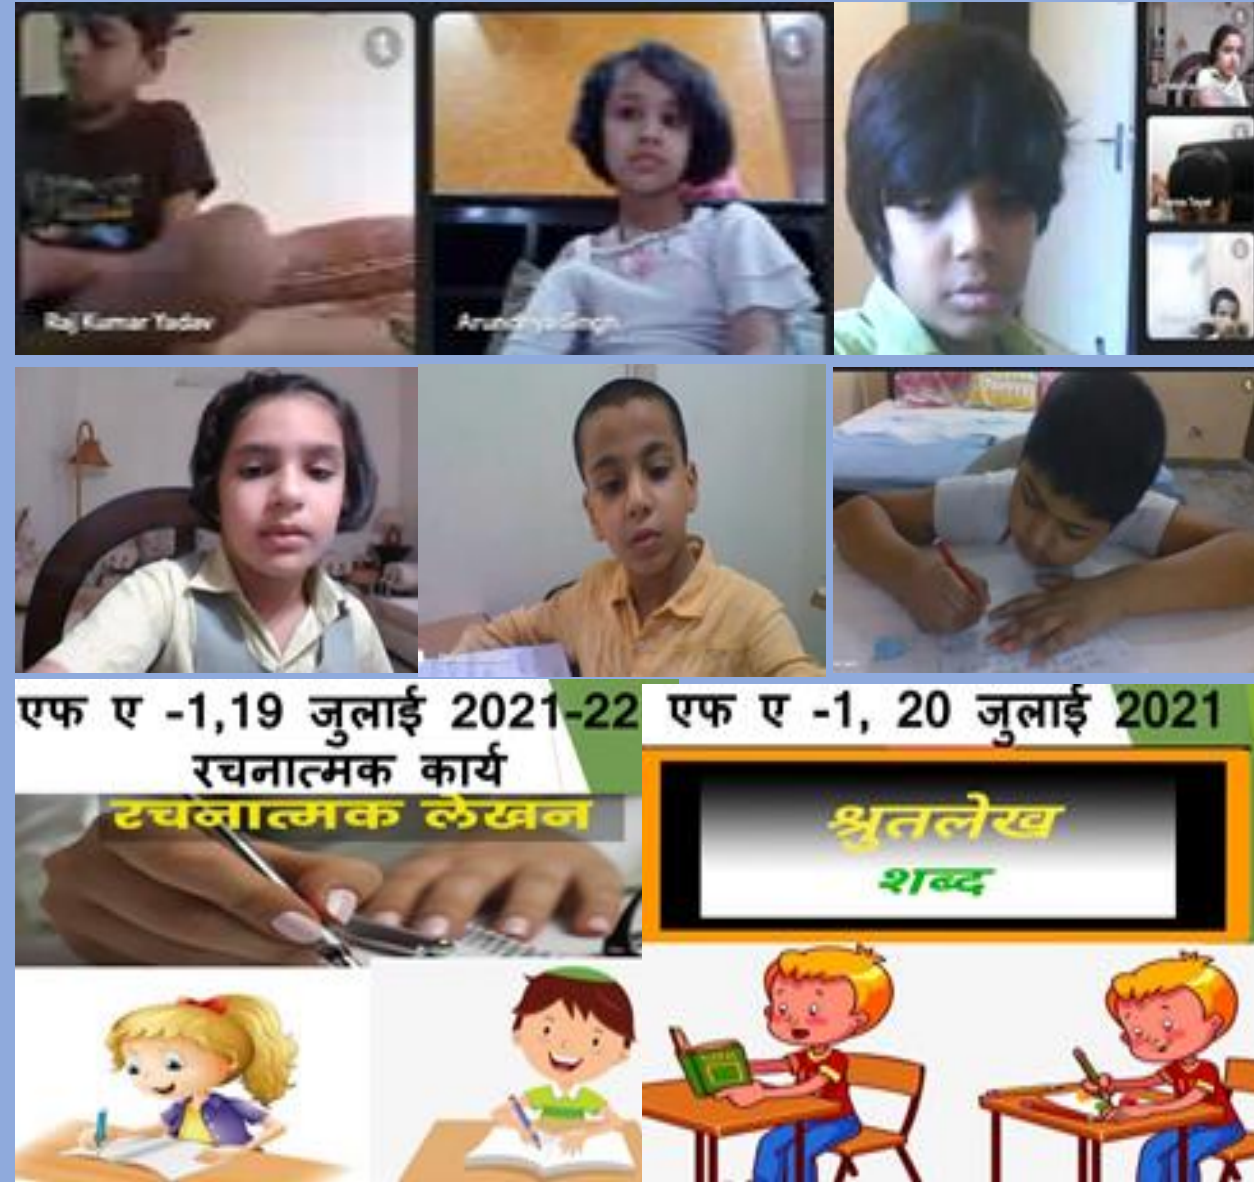 Raj Kumar Yadav
एफ ए -1,19 जुलाई 2021-22
रचनात्मक कार्य
रचनात्मक लेखन
एफ ए -1, 20 जुलाई 2021
श्रुतलेख
शब्द